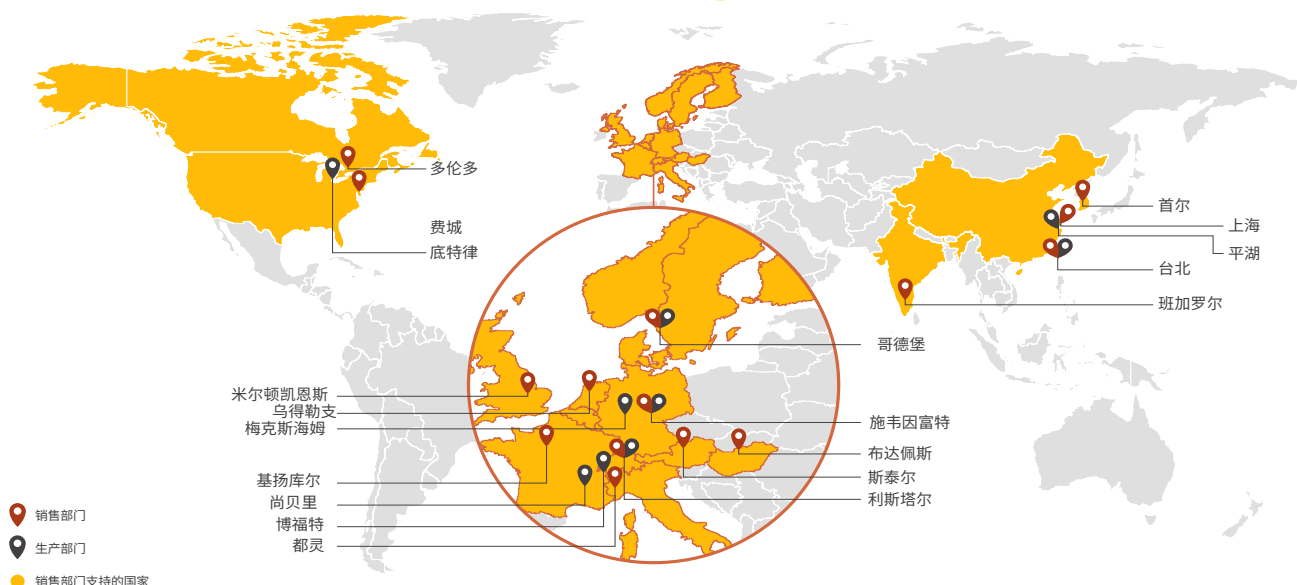 多伦多
费城
底特律
首尔
上海
平湖
台北
班加罗尔
哥德堡
米尔顿凯恩斯
乌得勒支
梅克斯海姆
施韦因富特
布达佩斯
斯泰尔
利斯塔尔
基扬库尔
尚贝里
博福特
都灵
销售部门
生产部门
销售部门支持的国家